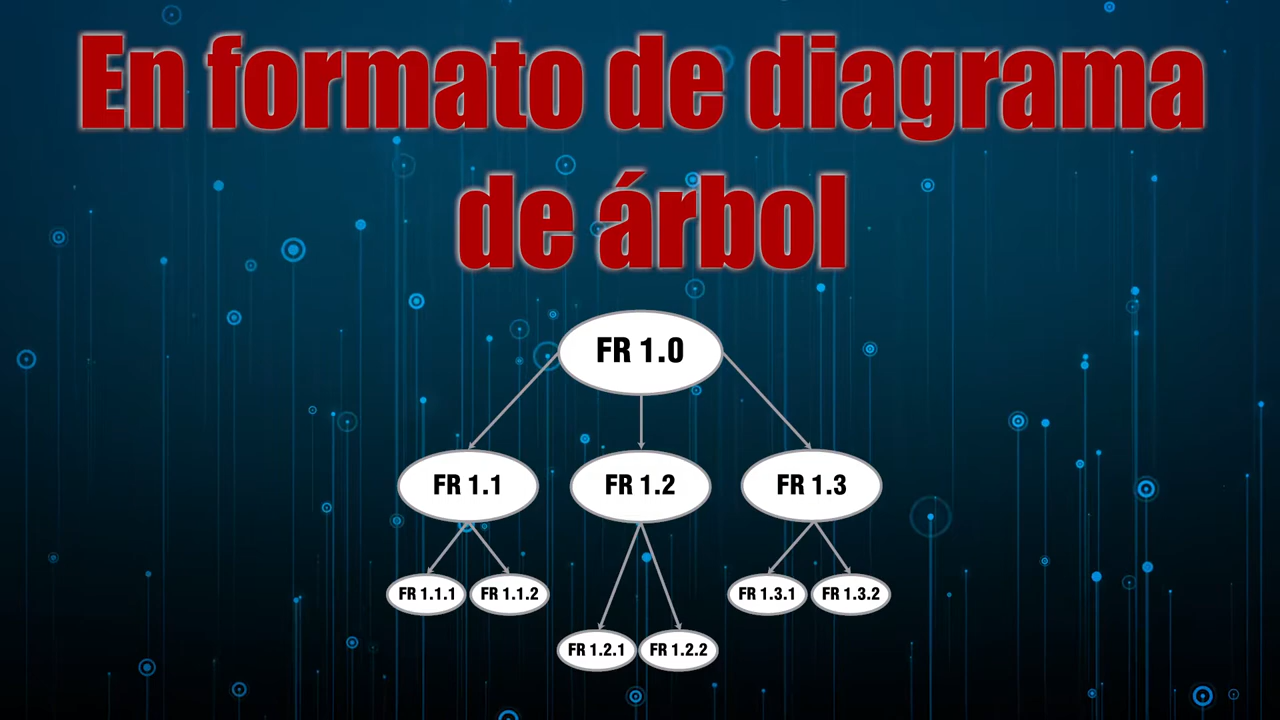 En formato de diagrama
de árbol
FR 1.0
FR 1.1 FR 1.2 FR 1.3
FR 1.1.1 FR 1.1.2 FR 1.3.1 FR 1.3.2
FR 1.2.1 FR 1.2.2